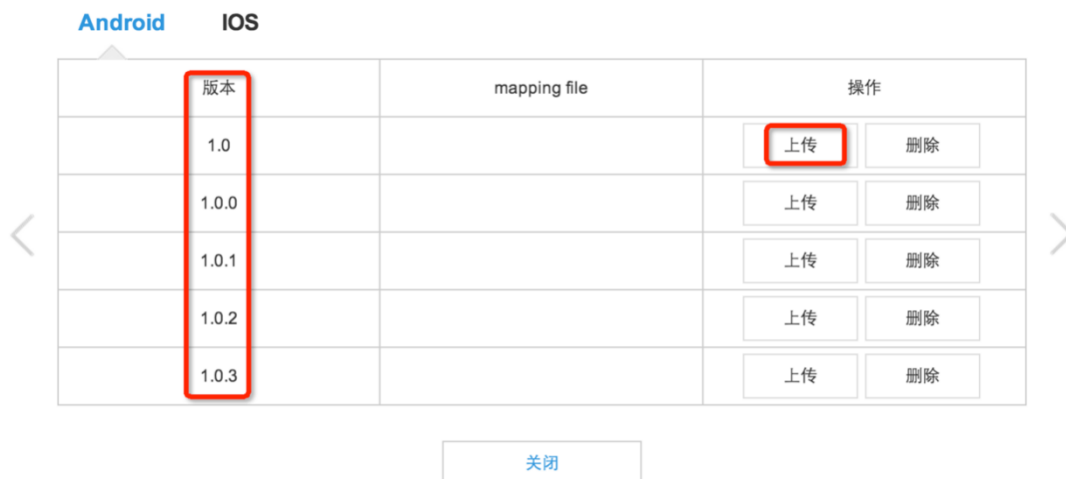 Android IOS
版本 mapping file 操作
1.0 上传 删除
1.0.0 上传 删除
1.0.1 上传 删除
1.0.2 上传 删除
1.0.3 上传 删除
关闭